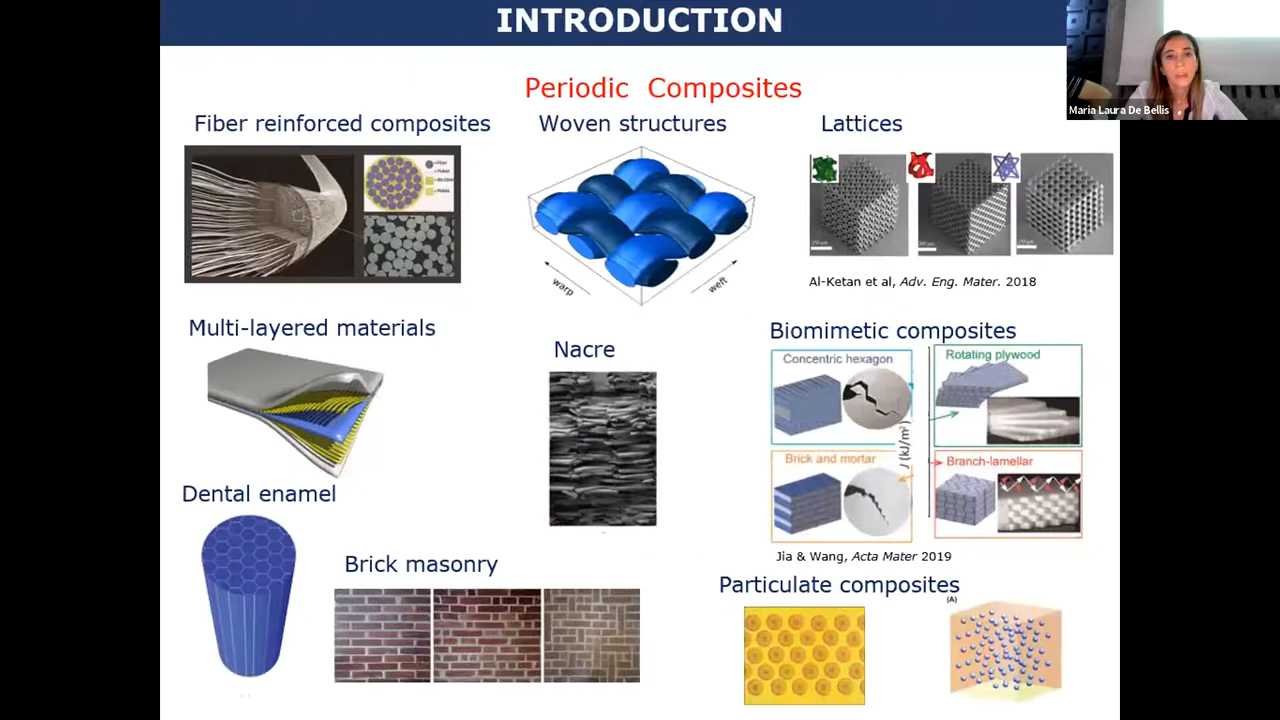 INTRODUCTION
Maria Laura De Bellis
Periodic Composites
Fiber reinforced composites
Woven structures
Lattices
warp
weft
Al-Ketan et al, Adv. Eng. Mater. 2018
Multi-layered materials
Nacre
Biomimetic composites
Concentric hexagon
Rotating plywood
J (kJ/m²)
Brick and mortar
Branch-lamellar
Dental enamel
Jia & Wang, Acta Mater 2019
Brick masonry
Particulate composites
(A)